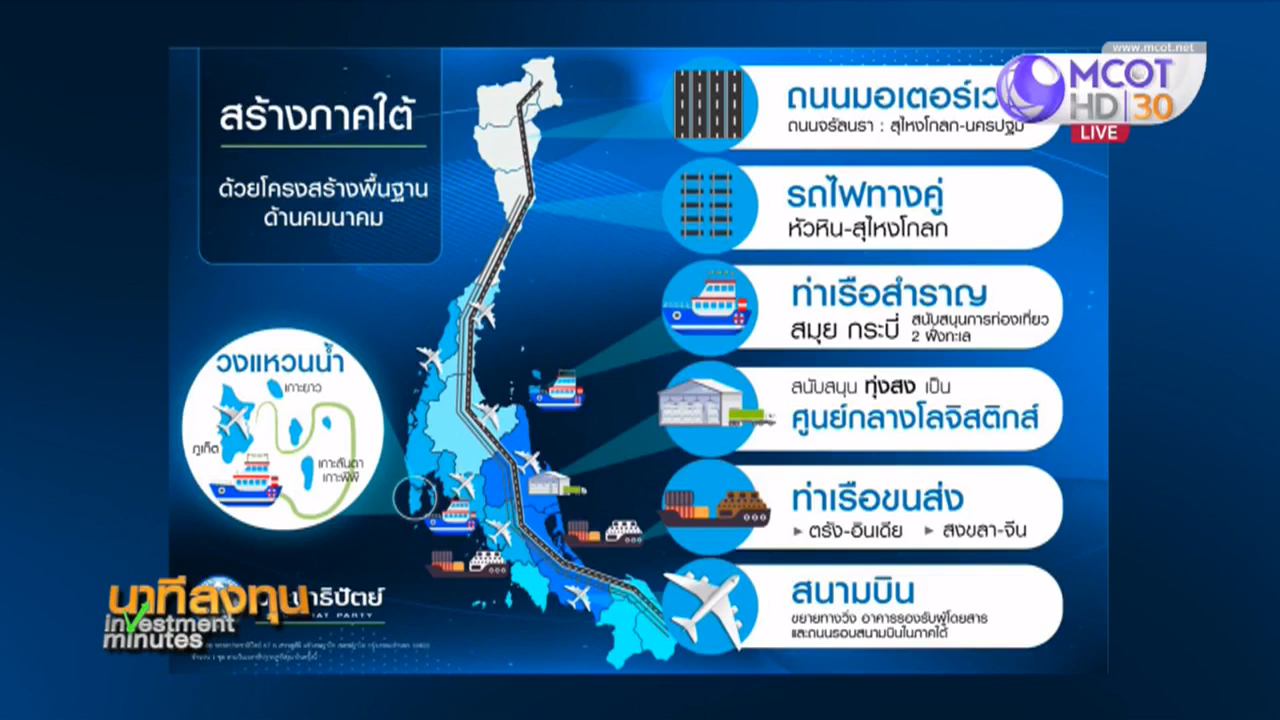 www.mcot.net
MCOT
HD 30
LIVE
สร้างภาคใต้
ด้วยโครงสร้างพื้นฐาน
ด้านคมนาคม
ถนนมอเตอร์เว
ถนนจรัสนรา : สุไหงโกลก-นครปฐม
รถไฟทางคู่
หัวหิน-สุไหงโกลก
ท่าเรือสำราญ
สมุย กระบี่ สนับสนุนการท่องเที่ยว
2 ฝั่งทะเล
สนับสนุน ทุ่งสง เป็น
ศูนย์กลางโลจิสติกส์
ท่าเรือขนส่ง
▸ ตรัง-อินเดีย ▸ สงขลา-จีน
สนามบิน
ขยายทางวิ่ง อาคารรองรับผู้โดยสาร
และถนนรอบสนามบินในภาคใต้
วงแหวนน้ำ
เกาะยาว
ภูเก็ต
เกาะลันตา
เกาะพีพี
นาทีลงทุน
investment
minutes
าธิปัตย์
PARTY